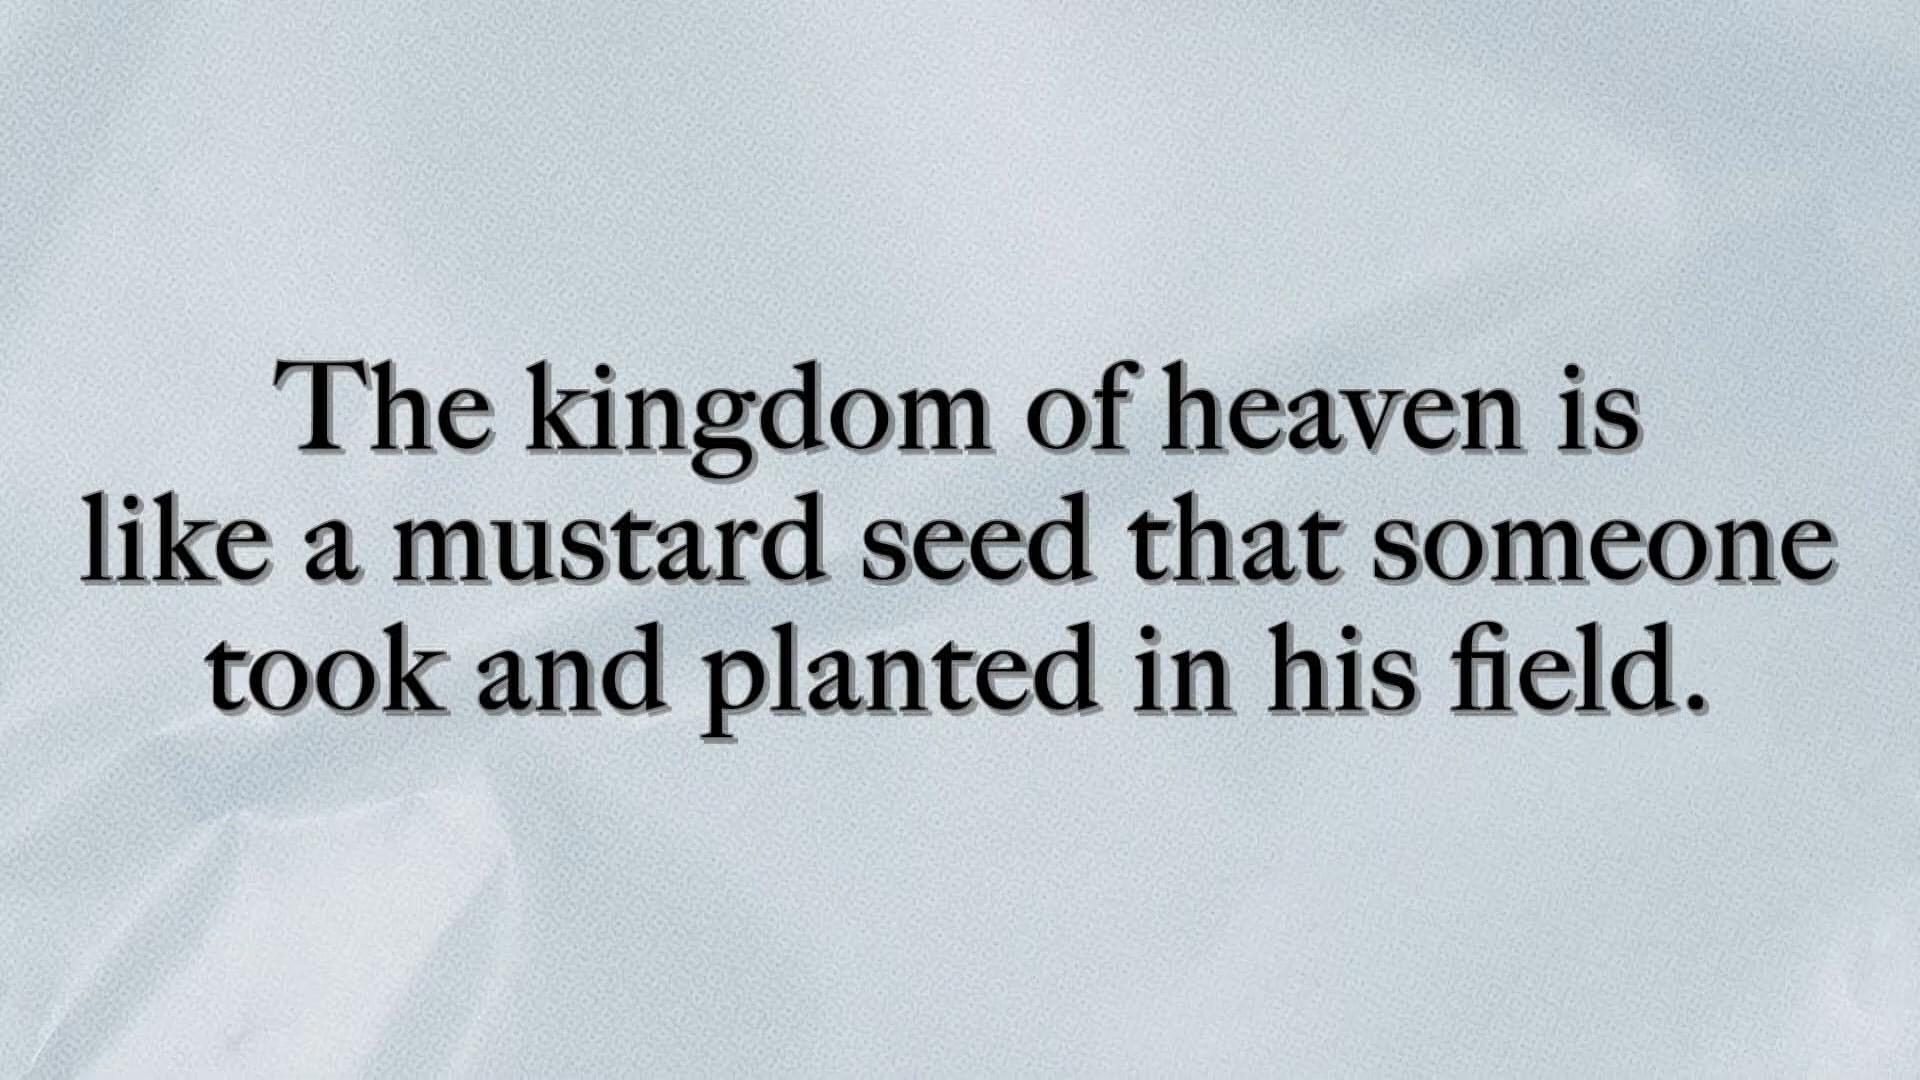 The kingdom of heaven is
like a mustard seed that someone
took and planted in his field.